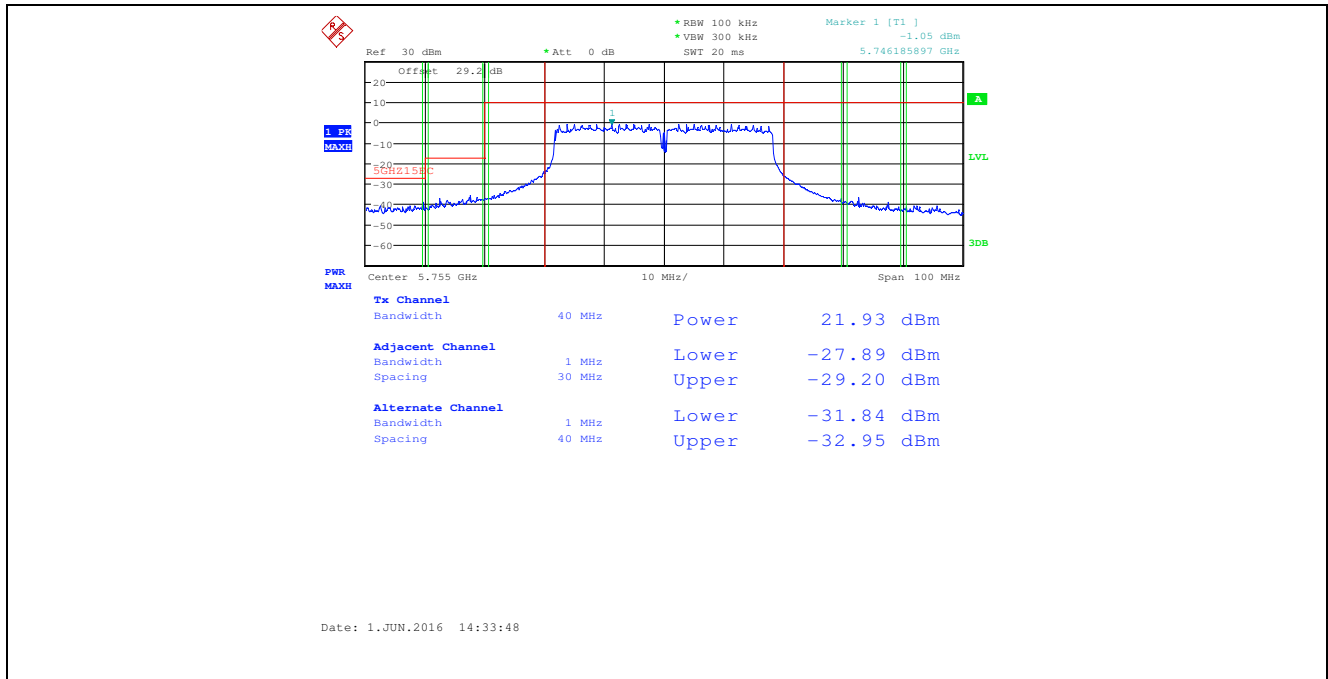 R S
*RBW 100 kHz Marker 1 [T1 ]
*VBW 300 kHz -1.05 dBm
Ref 30 dBm *Att 0 dB SWT 20 ms 5.746185897 GHz
Offset 29.2 dB
20
10
A
1
0
1 PK
MAXH
-10
LVL
-20
5GHZ15EC
-30
-40
-50
-60
3DB
PWR
MAXH
Center 5.755 GHz 10 MHz/ Span 100 MHz
Tx Channel
Bandwidth 40 MHz Power 21.93 dBm
Adjacent Channel
Bandwidth 1 MHz Lower -27.89 dBm
Spacing 30 MHz Upper -29.20 dBm
Alternate Channel
Bandwidth 1 MHz Lower -31.84 dBm
Spacing 40 MHz Upper -32.95 dBm
Date: 1.JUN.2016 14:33:48